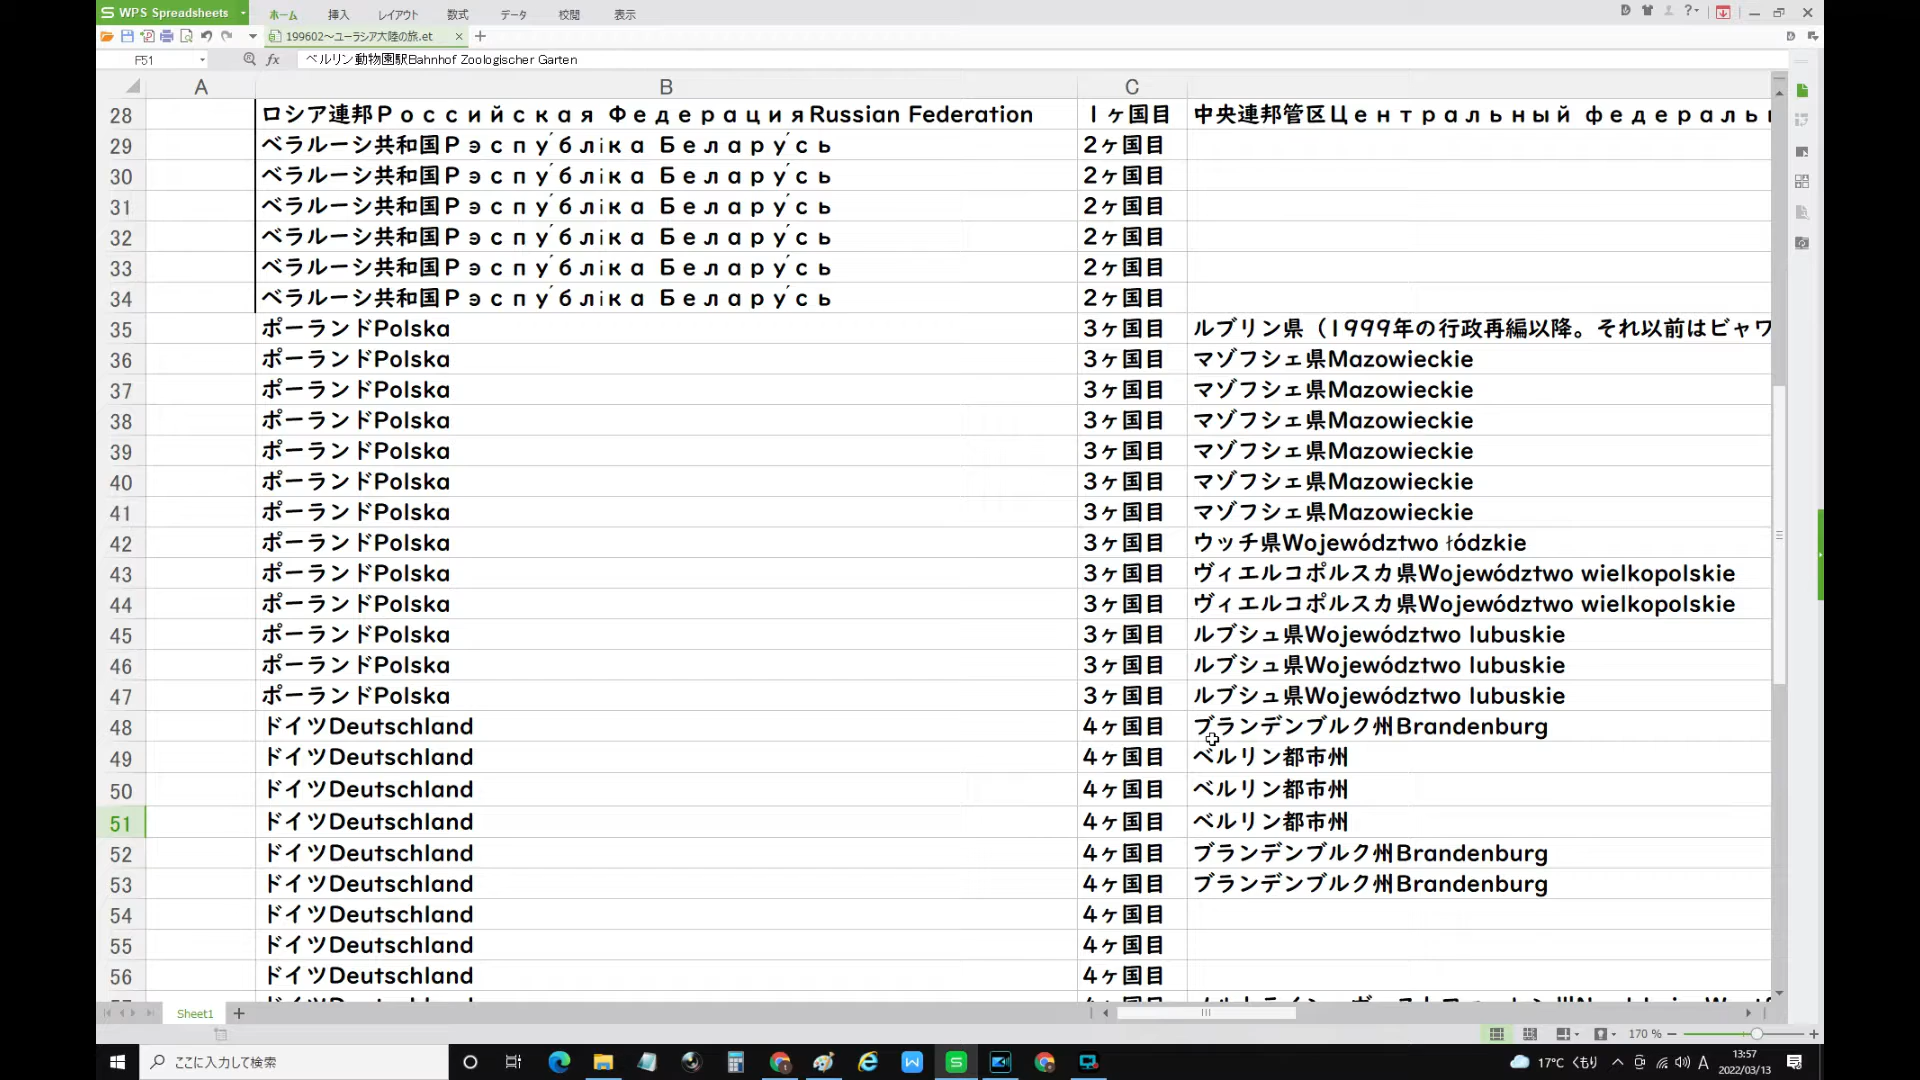 WPS Spreadsheets
ホーム 挿入 レイアウト 数式 データ 校閲 表示
199602～ユーラシア大陸の旅.et
F51 fx ベルリン動物園駅Bahnhof Zoologischer Garten
A B C
28 ロシア連邦Российская ФедерацияRussian Federation 1ヶ国目 中央連邦管区Центральный федеральн
29 ベラルーシ共和国Рэспу́бліка Белару́сь 2ヶ国目
30 ベラルーシ共和国Рэспу́бліка Белару́сь 2ヶ国目
31 ベラルーシ共和国Рэспу́бліка Белару́сь 2ヶ国目
32 ベラルーシ共和国Рэспу́бліка Белару́сь 2ヶ国目
33 ベラルーシ共和国Рэспу́бліка Белару́сь 2ヶ国目
34 ベラルーシ共和国Рэспу́бліка Белару́сь 2ヶ国目
35 ポーランドPolska 3ヶ国目 ルブリン県（1999年の行政再編以降。それ以前はビャワ
36 ポーランドPolska 3ヶ国目 マゾフシェ県Mazowieckie
37 ポーランドPolska 3ヶ国目 マゾフシェ県Mazowieckie
38 ポーランドPolska 3ヶ国目 マゾフシェ県Mazowieckie
39 ポーランドPolska 3ヶ国目 マゾフシェ県Mazowieckie
40 ポーランドPolska 3ヶ国目 マゾフシェ県Mazowieckie
41 ポーランドPolska 3ヶ国目 マゾフシェ県Mazowieckie
42 ポーランドPolska 3ヶ国目 ウッチ県Województwo łódzkie
43 ポーランドPolska 3ヶ国目 ヴィエルコポルスカ県Województwo wielkopolskie
44 ポーランドPolska 3ヶ国目 ヴィエルコポルスカ県Województwo wielkopolskie
45 ポーランドPolska 3ヶ国目 ルブシュ県Województwo lubuskie
46 ポーランドPolska 3ヶ国目 ルブシュ県Województwo lubuskie
47 ポーランドPolska 3ヶ国目 ルブシュ県Województwo lubuskie
48 ドイツDeutschland 4ヶ国目 ブランデンブルク州Brandenburg
49 ドイツDeutschland 4ヶ国目 ベルリン都市州
50 ドイツDeutschland 4ヶ国目 ベルリン都市州
51 ドイツDeutschland 4ヶ国目 ベルリン都市州
52 ドイツDeutschland 4ヶ国目 ブランデンブルク州Brandenburg
53 ドイツDeutschland 4ヶ国目 ブランデンブルク州Brandenburg
54 ドイツDeutschland 4ヶ国目
55 ドイツDeutschland 4ヶ国目
56 ドイツDeutschland 4ヶ国目
Sheet1
170 %
ここに入力して検索
17°C くもり A 13:57
2022/03/13